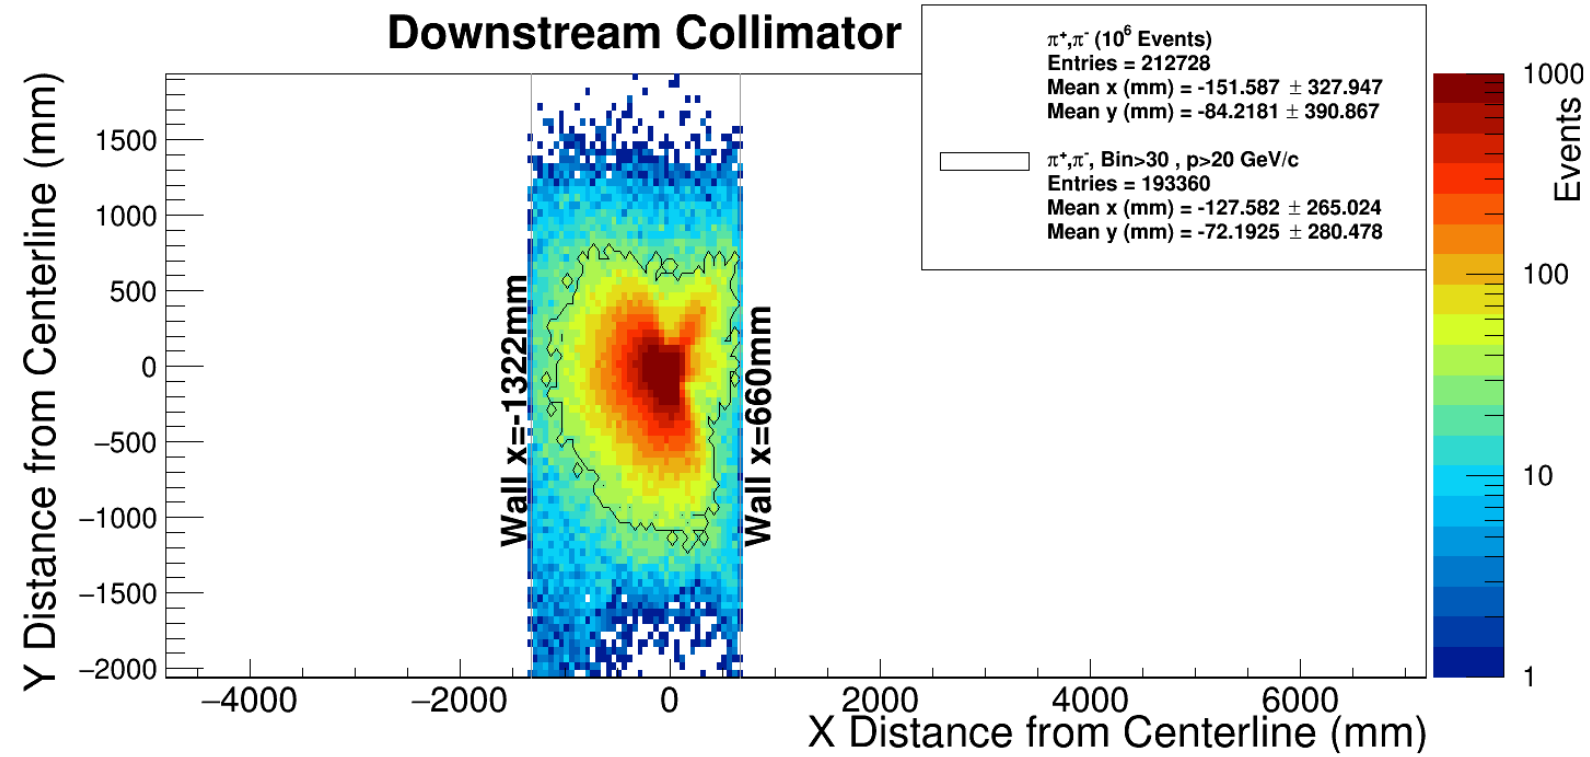 Downstream Collimator
π⁺,π⁻ (10⁶ Events)
Entries = 212728
Mean x (mm) = -151.587 ± 327.947
Mean y (mm) = -84.2181 ± 390.867
π⁺,π⁻, Bin>30 , p>20 GeV/c
Entries = 193360
Mean x (mm) = -127.582 ± 265.024
Mean y (mm) = -72.1925 ± 280.478
Y Distance from Centerline (mm)
1500
1000
500
0
−500
−1000
−1500
−2000
Wall x=-1322mm
Wall x=660mm
−4000
−2000
0
2000
4000
6000
X Distance from Centerline (mm)
1000
100
10
1
Events